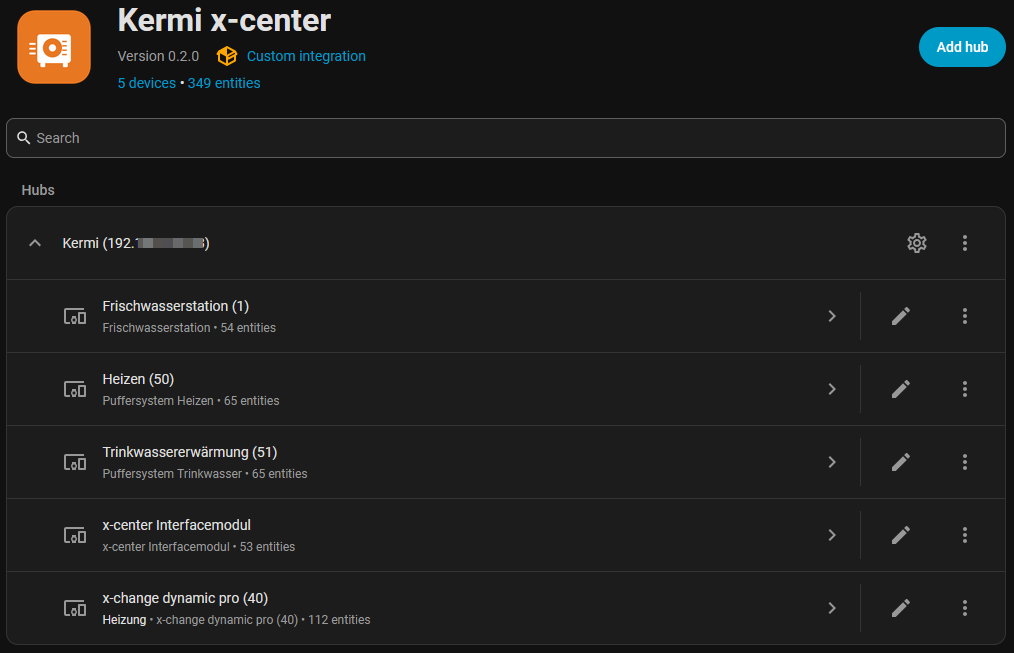 Kermi x-center
Version 0.2.0 Custom integration
Add hub
5 devices • 349 entities
Search
Hubs
Kermi (192.
Frischwasserstation (1)
Frischwasserstation • 54 entities
Heizen (50)
Puffersystem Heizen • 65 entities
Trinkwassererwärmung (51)
Puffersystem Trinkwasser • 65 entities
x-center Interfacemodul
x-center Interfacemodul • 53 entities
x-change dynamic pro (40)
Heizung • x-change dynamic pro (40) • 112 entities